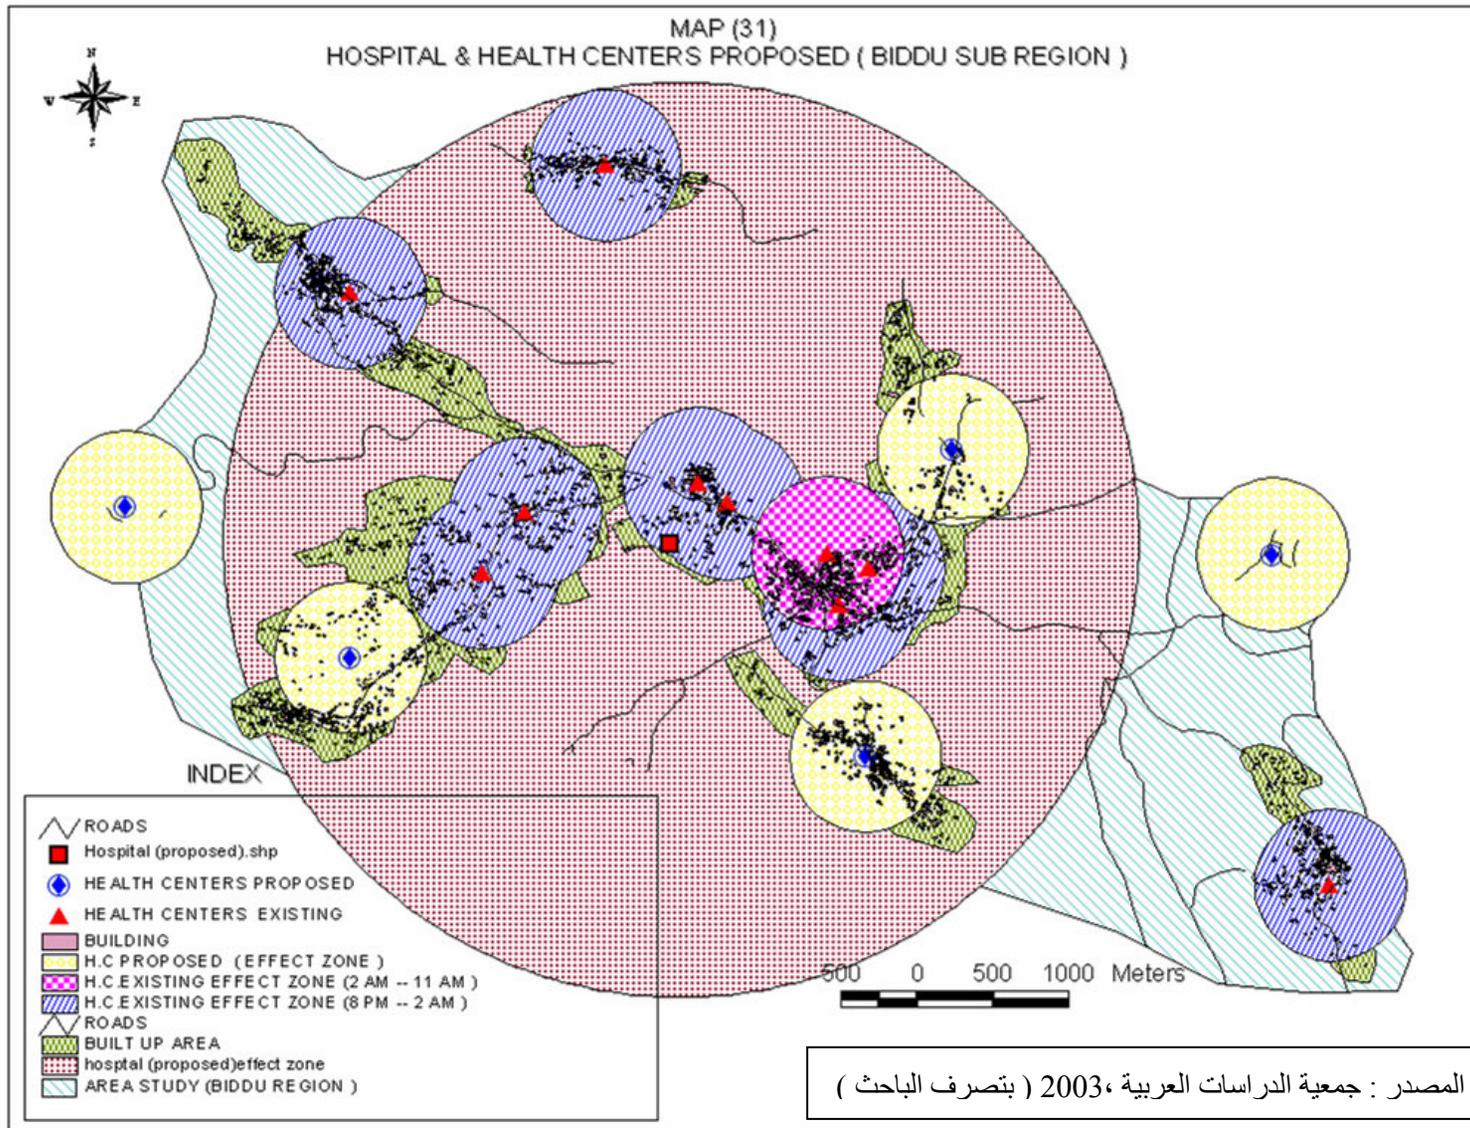 MAP (31)
HOSPITAL & HEALTH CENTERS PROPOSED ( BIDDU SUB REGION )
N
W E
S
INDEX
ROADS
Hospital (proposed).shp
HEALTH CENTERS PROPOSED
HEALTH CENTERS EXISTING
BUILDING
H.C PROPOSED (EFFECT ZONE )
H.C.EXISTING EFFECT ZONE (2 AM -- 11 AM )
H.C.EXISTING EFFECT ZONE (8 PM -- 2 AM )
ROADS
BUILT UP AREA
hosptal (proposed)effect zone
AREA STUDY (BIDDU REGION )
500 0 500 1000 Meters
المصدر : جمعية الدراسات العربية ،2003 ( بتصرف الباحث )